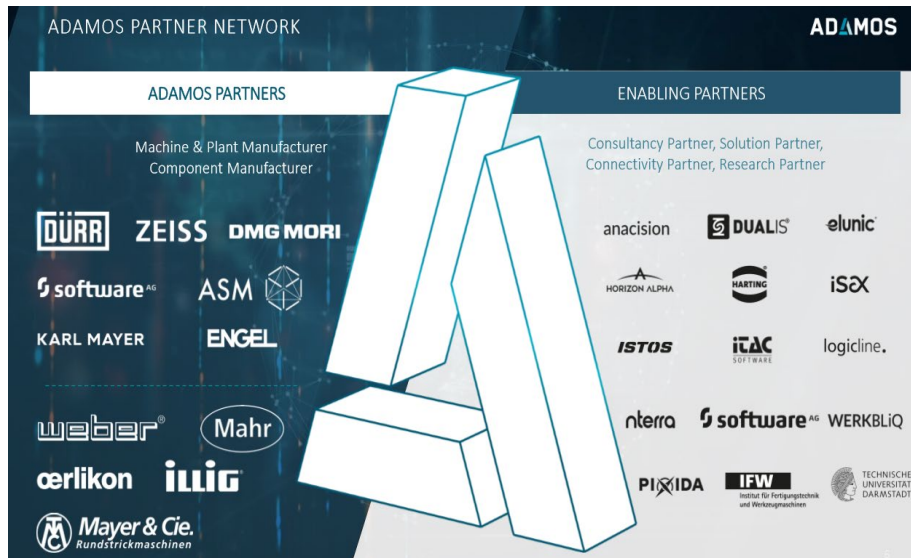 ADAMOS PARTNER NETWORK
ADAMOS
ADAMOS PARTNERS
ENABLING PARTNERS
Machine & Plant Manufacturer
Component Manufacturer
Consultancy Partner, Solution Partner,
Connectivity Partner, Research Partner
DÜRR
ZEISS
DMG MORI
software AG
ASM
KARL MAYER
ENGEL
weber®
Mahr
œrlikon
illig
Mayer & Cie.
Rundstrickmaschinen
anacision
DUALIS®
elunic
HORIZON ALPHA
HARTING
iSAX
ISTOS
iTAC
SOFTWARE
logicline.
nterra
software AG
WERKBLiQ
PIXIDA
IFW
Institut für Fertigungstechnik
und Werkzeugmaschinen
TECHNISCHE
UNIVERSITÄT
DARMSTADT
5